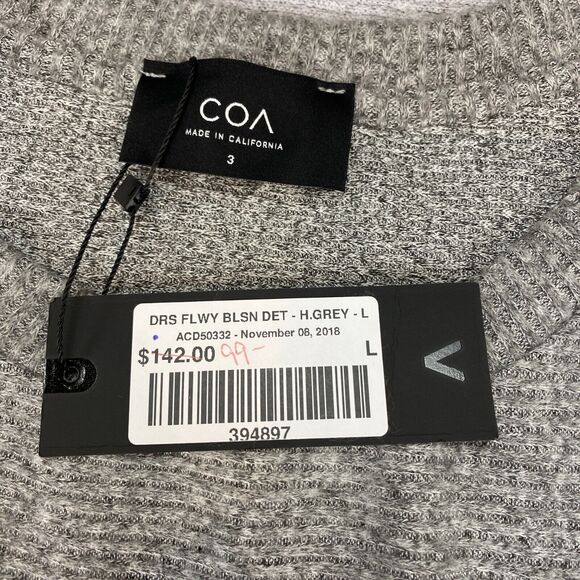 COA
MADE IN CALIFORNIA
3
DRS FLWY BLSN DET - H.GREY - L
ACD50332 - November 08, 2018
$142.00 99-
L
394897
V